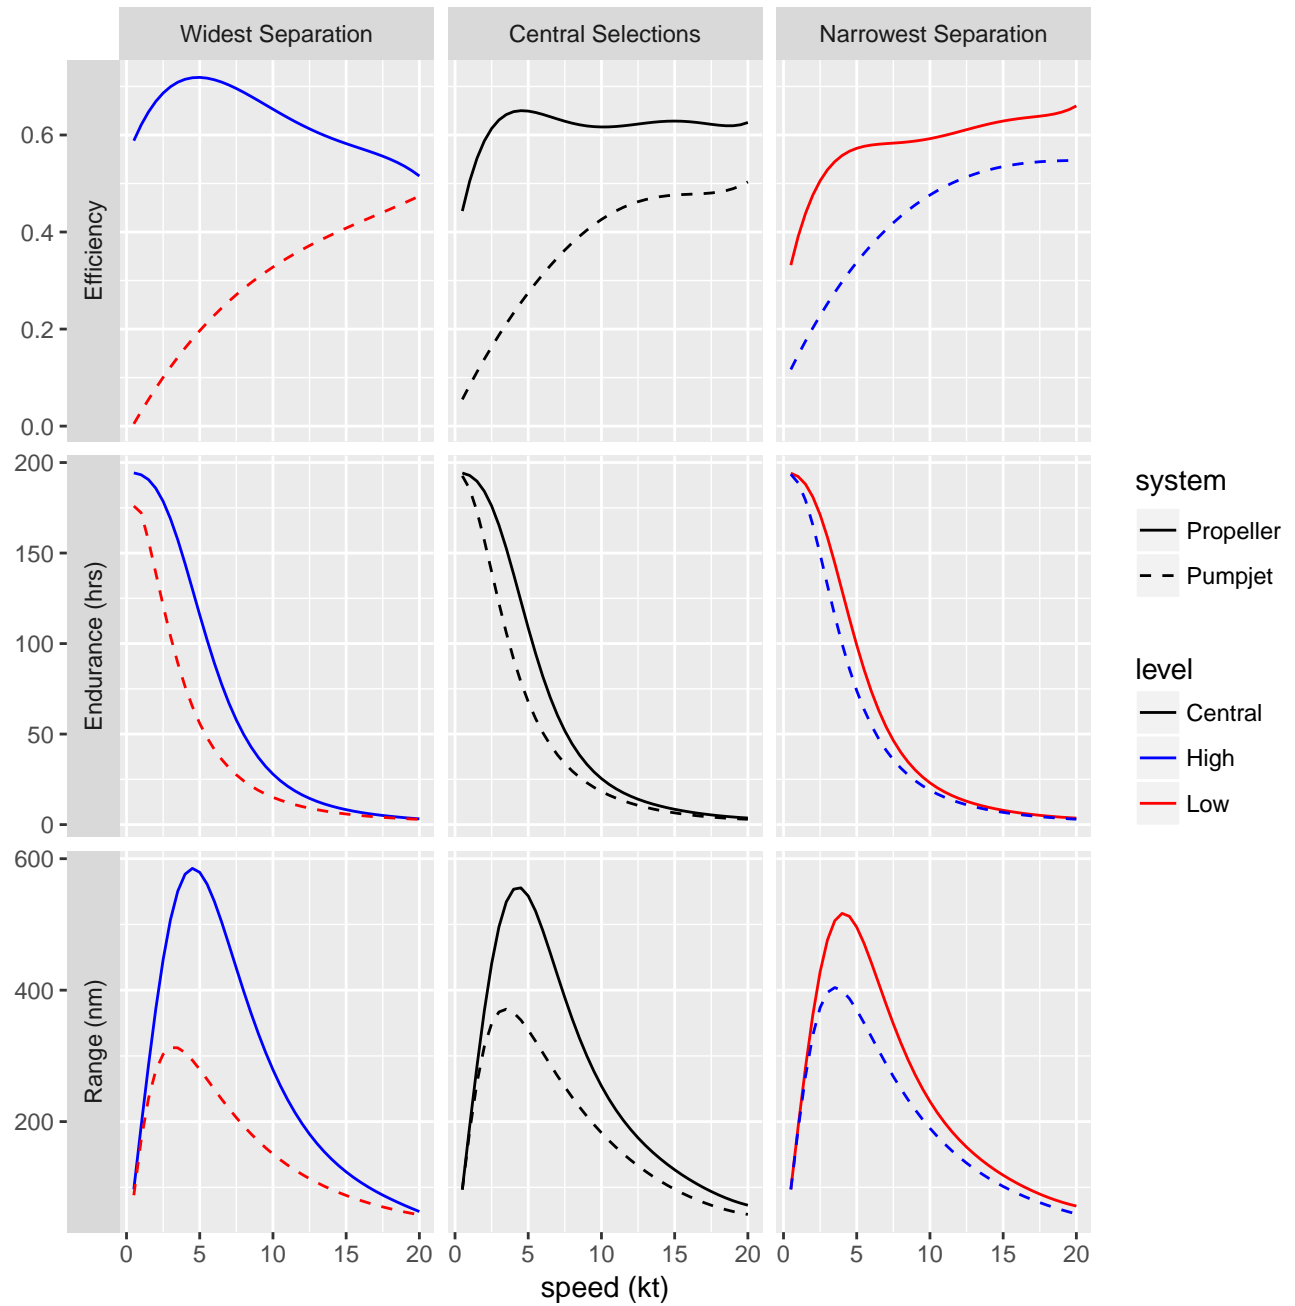 Widest Separation
Central Selections
Narrowest Separation
Efficiency
0.6
0.4
0.2
0.0
Endurance (hrs)
200
150
100
50
0
Range (nm)
600
400
200
0 5 10 15 20
0 5 10 15 20
0 5 10 15 20
speed (kt)
system
Propeller
Pumpjet
level
Central
High
Low